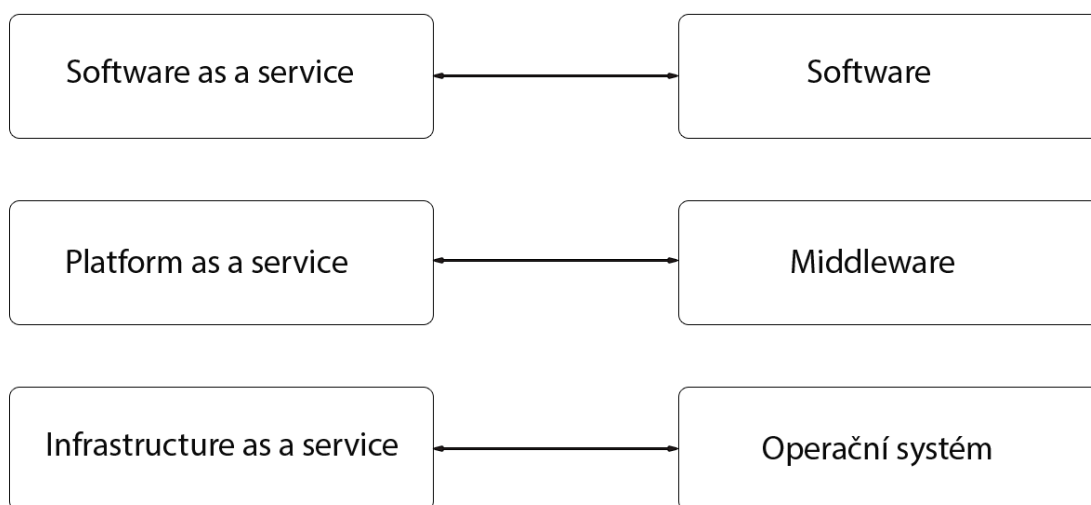 Software as a service
Software
Platform as a service
Middleware
Infrastructure as a service
Operační systém